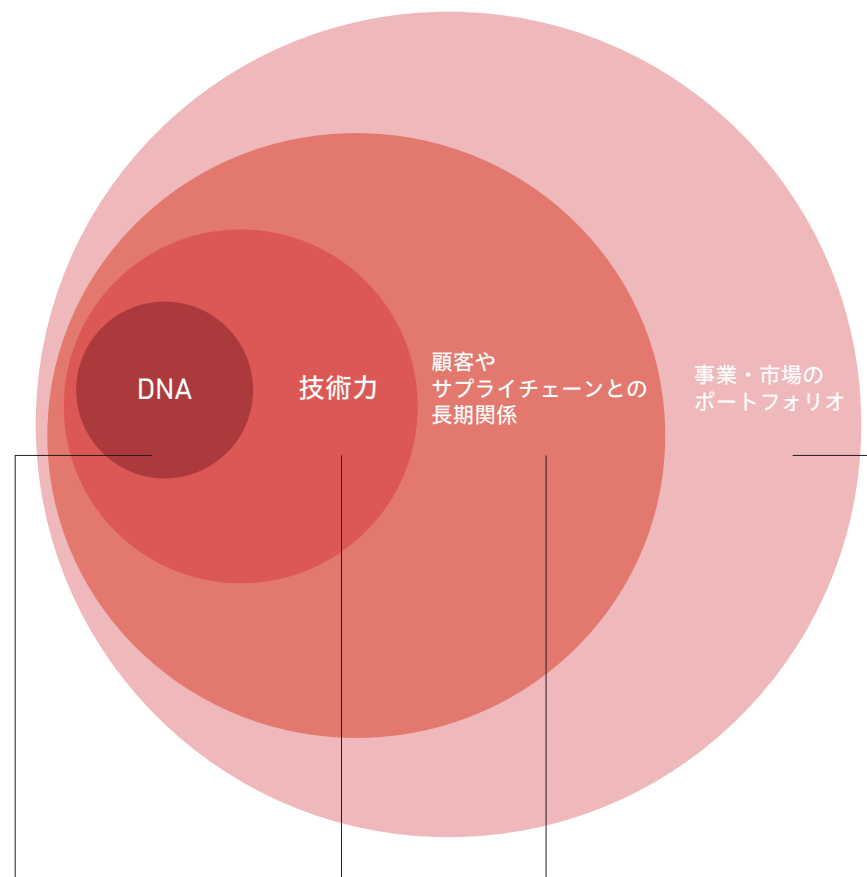 DNA
技術力
顧客や
サプライチェーンとの
長期関係
事業・市場の
ポートフォリオ